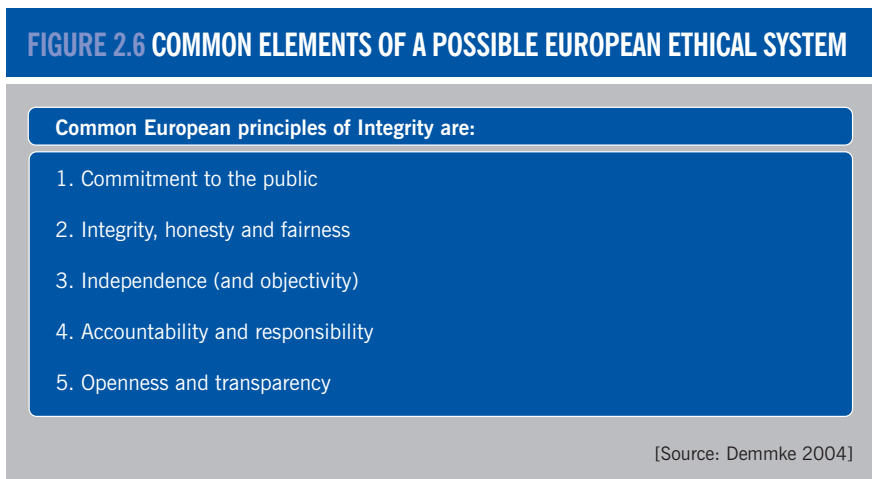 FIGURE 2.6 COMMON ELEMENTS OF A POSSIBLE EUROPEAN ETHICAL SYSTEM
Common European principles of Integrity are:
1. Commitment to the public
2. Integrity, honesty and fairness
3. Independence (and objectivity)
4. Accountability and responsibility
5. Openness and transparency
[Source: Demmke 2004]